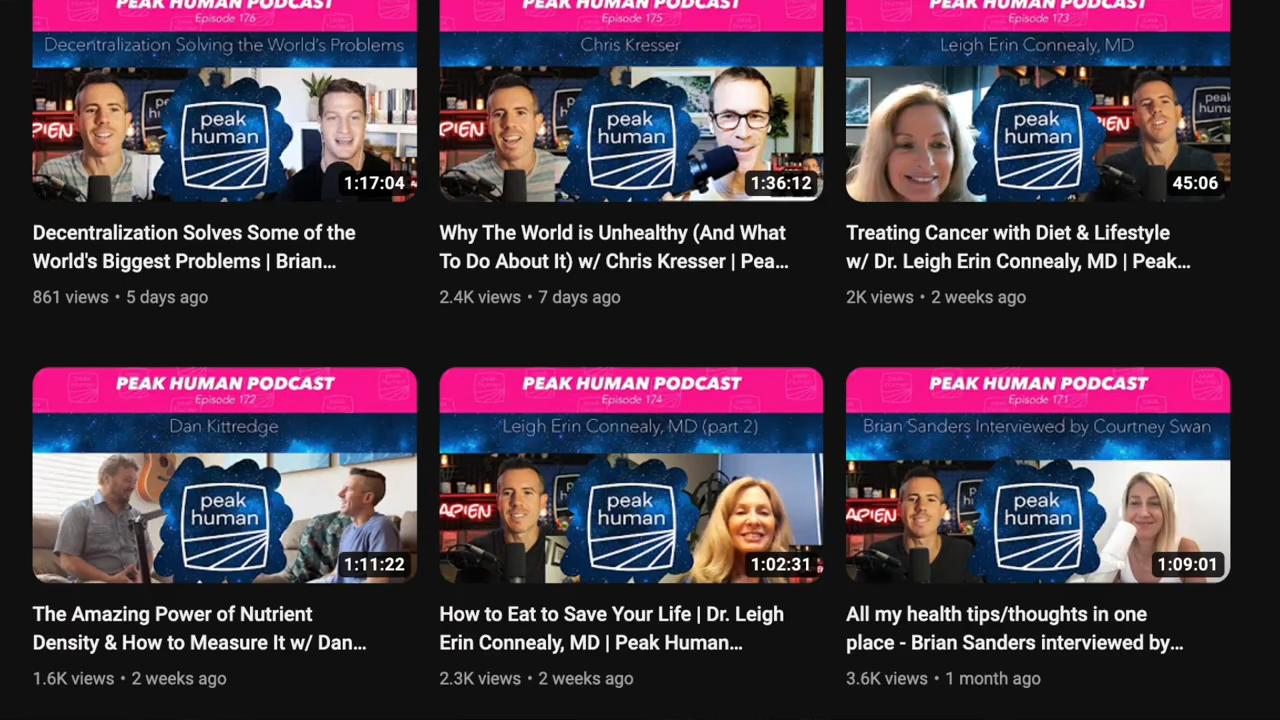 PEAK HUMAN PODCAST
Episode 176
Decentralization Solving the World's Problems
PIEN
peak
human
1:17:04
Decentralization Solves Some of the
World's Biggest Problems | Brian...
861 views • 5 days ago
PEAK HUMAN PODCAST
Episode 175
Chris Kresser
PIEN
peak
human
1:36:12
Why The World is Unhealthy (And What
To Do About It) w/ Chris Kresser | Pea...
2.4K views • 7 days ago
PEAK HUMAN PODCAST
Episode 173
Leigh Erin Connealy, MD
peak
human
45:06
Treating Cancer with Diet & Lifestyle
w/ Dr. Leigh Erin Connealy, MD | Peak...
2K views • 2 weeks ago
PEAK HUMAN PODCAST
Episode 172
Dan Kittredge
peak
human
1:11:22
The Amazing Power of Nutrient
Density & How to Measure It w/ Dan...
1.6K views • 2 weeks ago
PEAK HUMAN PODCAST
Episode 174
Leigh Erin Connealy, MD (part 2)
APIEN
peak
human
1:02:31
How to Eat to Save Your Life | Dr. Leigh
Erin Connealy, MD | Peak Human...
2.3K views • 2 weeks ago
PEAK HUMAN PODCAST
Episode 171
Brian Sanders Interviewed by Courtney Swan
APIEN
peak
human
1:09:01
All my health tips/thoughts in one
place - Brian Sanders interviewed by...
3.6K views • 1 month ago